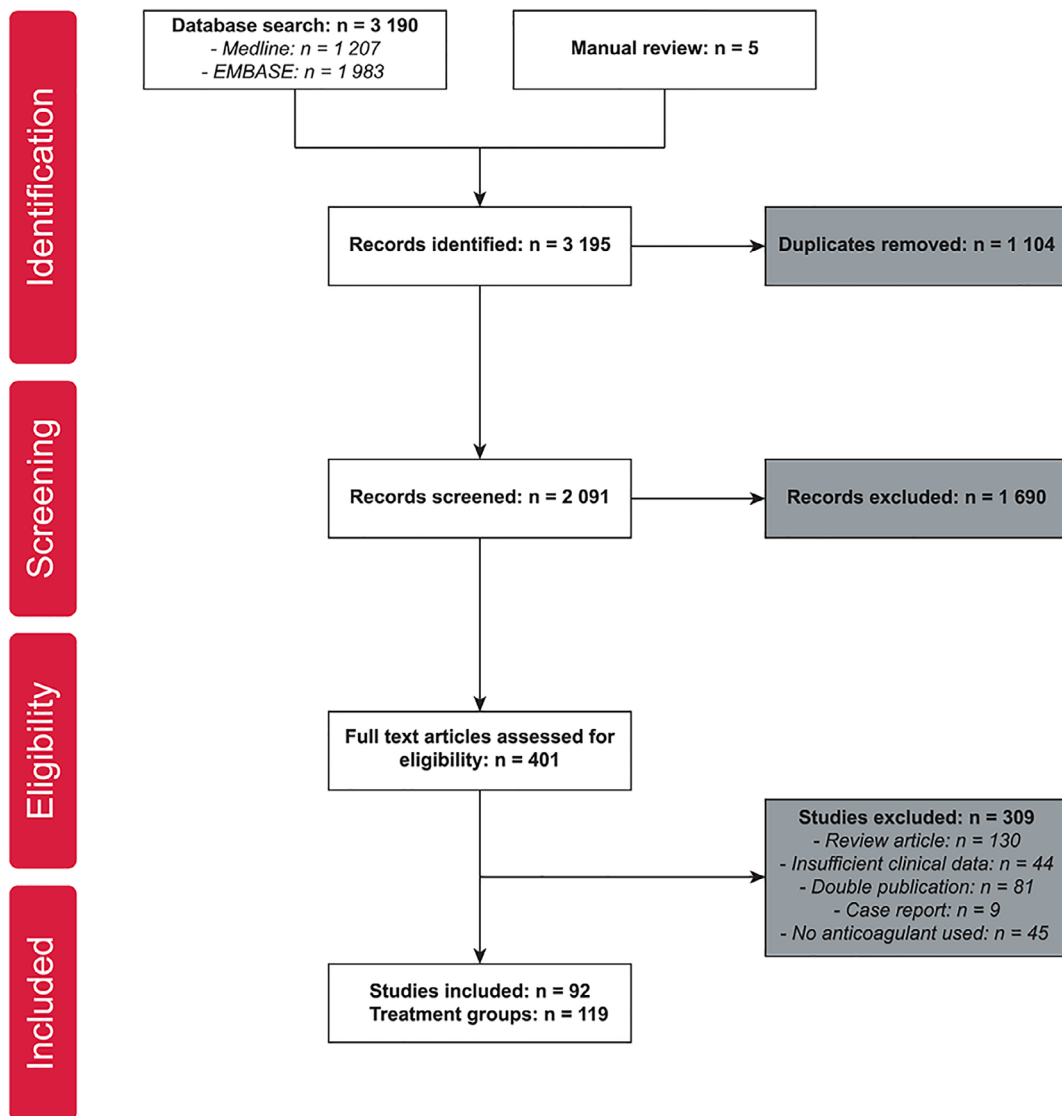 Identification
Database search: n = 3 190
- Medline: n = 1 207
- EMBASE: n = 1 983
Manual review: n = 5
Records identified: n = 3 195
Duplicates removed: n = 1 104
Screening
Records screened: n = 2 091
Records excluded: n = 1 690
Eligibility
Full text articles assessed for
eligibility: n = 401
Studies excluded: n = 309
- Review article: n = 130
- Insufficient clinical data: n = 44
- Double publication: n = 81
- Case report: n = 9
- No anticoagulant used: n = 45
Included
Studies included: n = 92
Treatment groups: n = 119